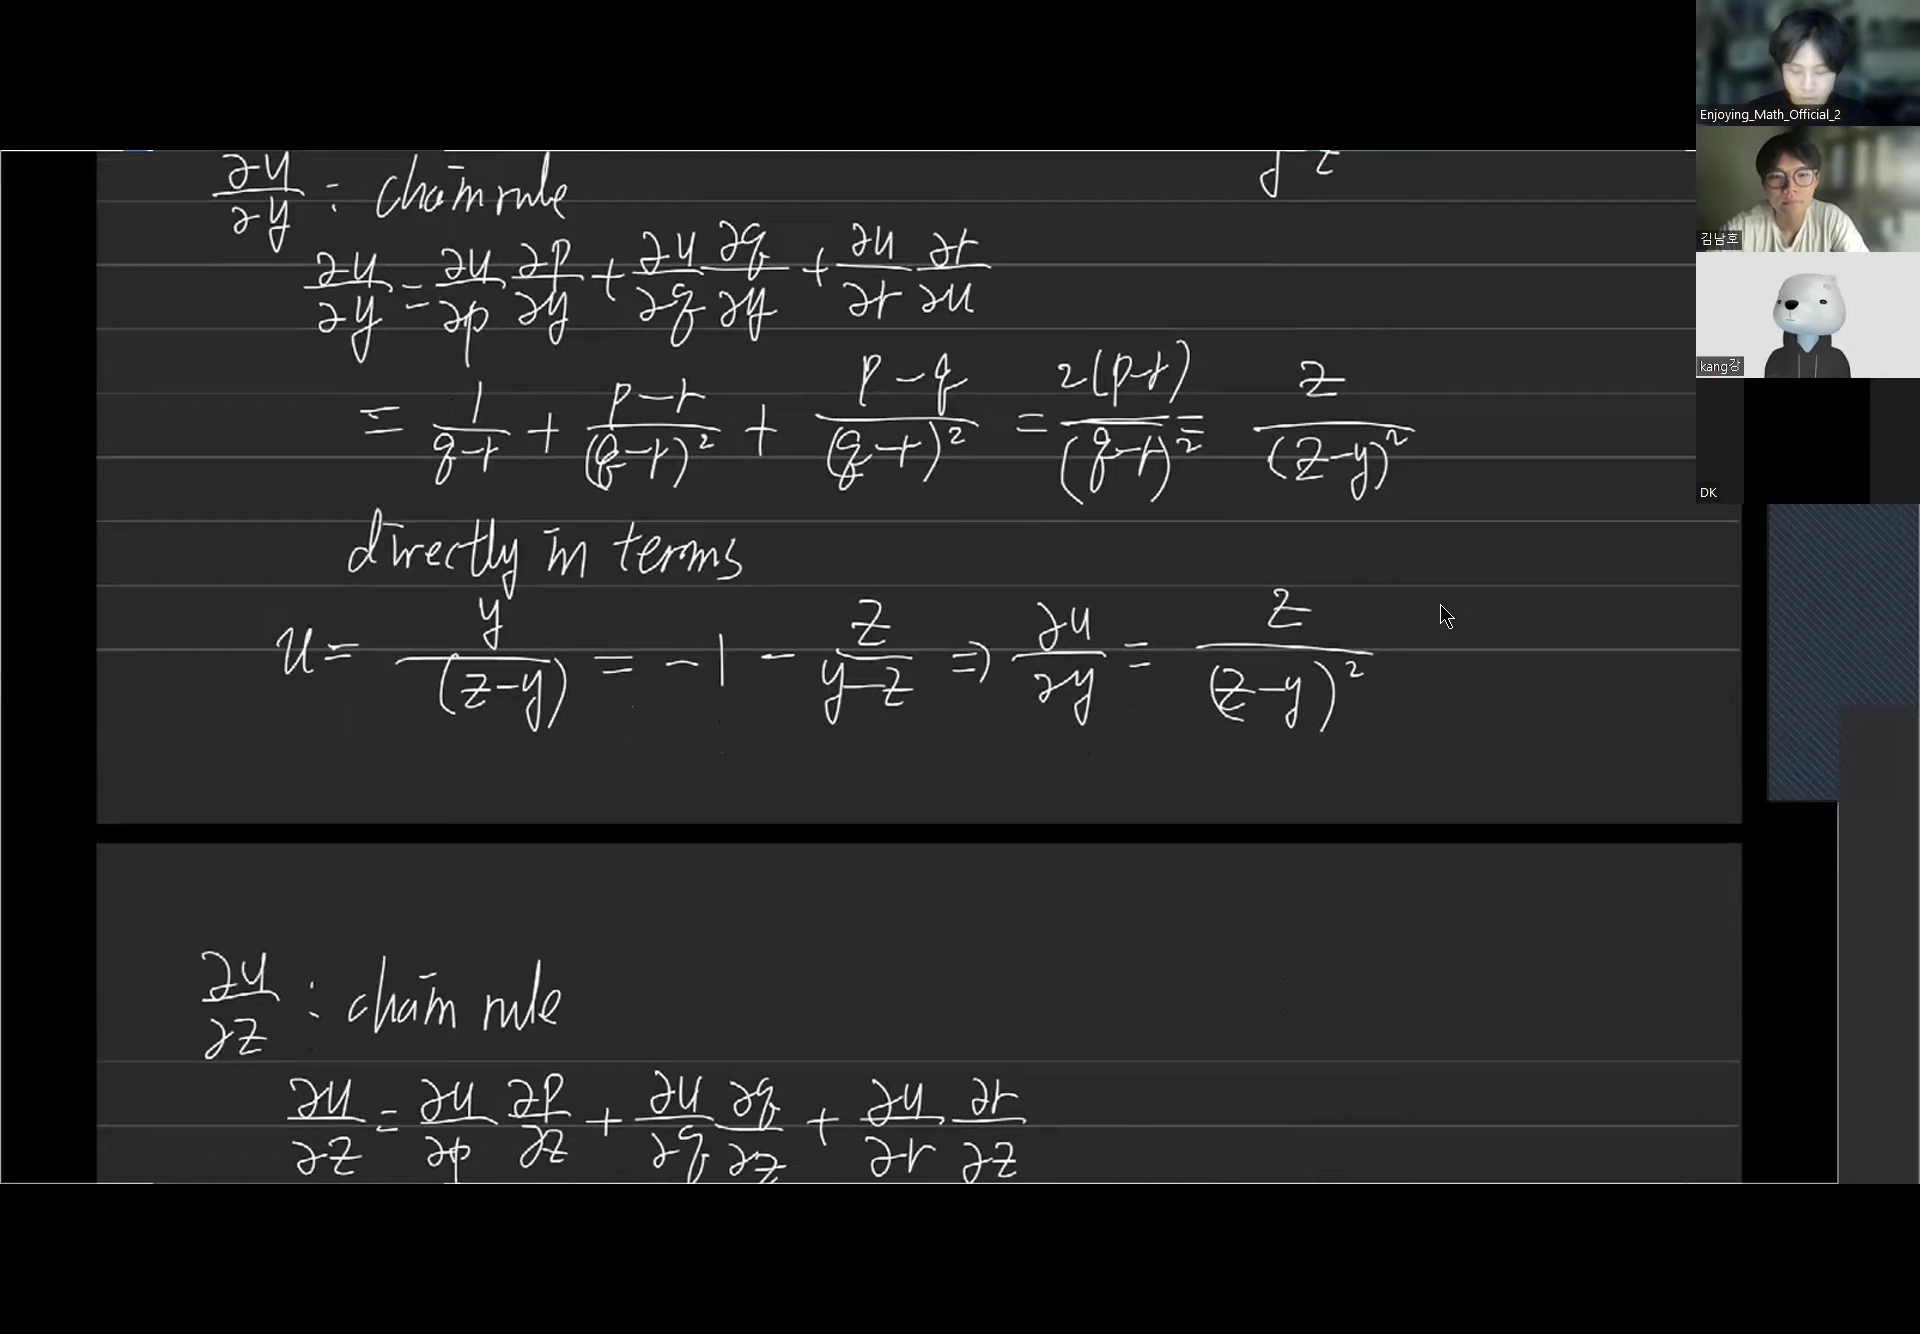 ∂u/∂y : chain rule
∂u/∂y = ∂u/∂p ∂p/∂y + ∂u/∂q ∂q/∂y + ∂u/∂r ∂r/∂u
= 1/(q-r) + (p-r)/(q-r)² + (p-q)/(q-r)² = 2(p-r)/(q-r)² = z/(z-y)²
directly in terms
u = y/(z-y) = -1 - z/(y-z) ⇒ ∂u/∂y = z/(z-y)²
∂u/∂z : chain rule
∂u/∂z = ∂u/∂p ∂p/∂z + ∂u/∂q ∂q/∂z + ∂u/∂r ∂r/∂z
Enjoying_Math_Official_2
김남호
kang강
DK